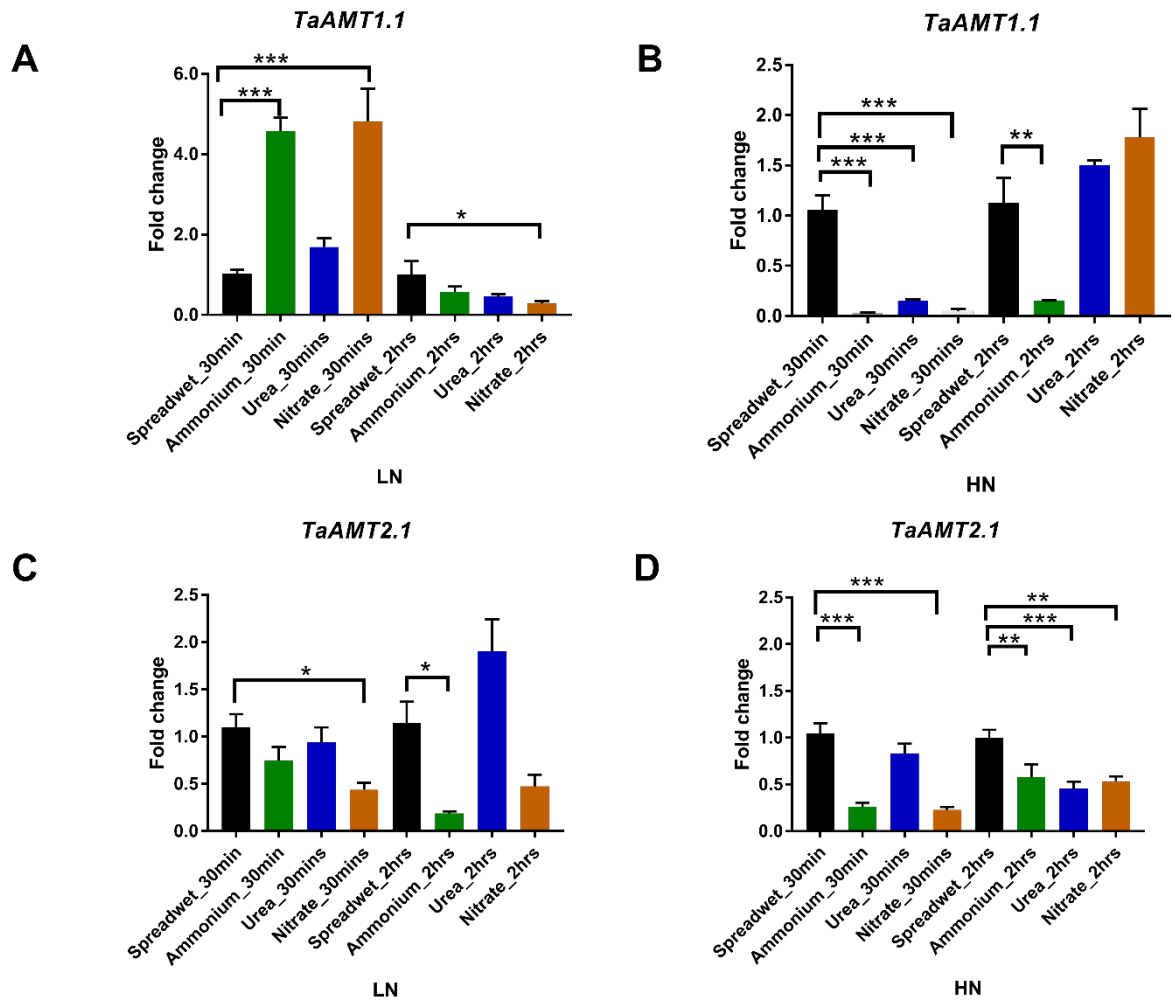 A
TaAMT1.1
Fold change
6.0
4.0
2.0
0.0
***
***
*
Spreadwet_30min
Ammonium_30min
Urea_30mins
Nitrate_30mins
Spreadwet_2hrs
Ammonium_2hrs
Urea_2hrs
Nitrate_2hrs
LN
B
TaAMT1.1
Fold change
2.5
2.0
1.5
1.0
0.5
0.0
***
***
***
**
Spreadwet_30min
Ammonium_30min
Urea_30mins
Nitrate_30mins
Spreadwet_2hrs
Ammonium_2hrs
Urea_2hrs
Nitrate_2hrs
HN
C
TaAMT2.1
Fold change
2.5
2.0
1.5
1.0
0.5
0.0
*
*
Spreadwet_30min
Ammonium_30min
Urea_30mins
Nitrate_30mins
Spreadwet_2hrs
Ammonium_2hrs
Urea_2hrs
Nitrate_2hrs
LN
D
TaAMT2.1
Fold change
2.5
2.0
1.5
1.0
0.5
0.0
***
***
**
***
**
Spreadwet_30min
Ammonium_30min
Urea_30mins
Nitrate_30mins
Spreadwet_2hrs
Ammonium_2hrs
Urea_2hrs
Nitrate_2hrs
HN